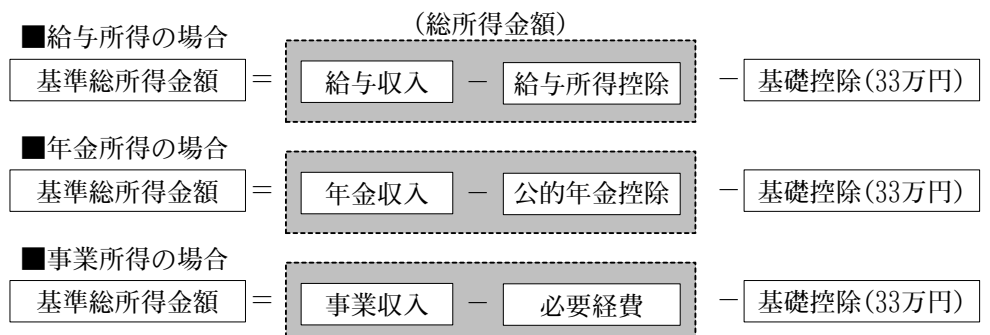 (総所得金額)
■給与所得の場合
基準総所得金額 = 給与収入 － 給与所得控除 － 基礎控除(33万円)
■年金所得の場合
基準総所得金額 = 年金収入 － 公的年金控除 － 基礎控除(33万円)
■事業所得の場合
基準総所得金額 = 事業収入 － 必要経費 － 基礎控除(33万円)